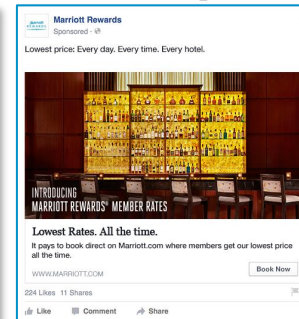 Marriott Rewards
Sponsored ·
Lowest price: Every day. Every time. Every hotel.
INTRODUCING
MARRIOTT REWARDS® MEMBER RATES
Lowest Rates. All the time.
It pays to book direct on Marriott.com where members get our lowest price
all the time.
WWW.MARRIOTT.COM
Book Now
224 Likes 11 Shares
Like Comment Share